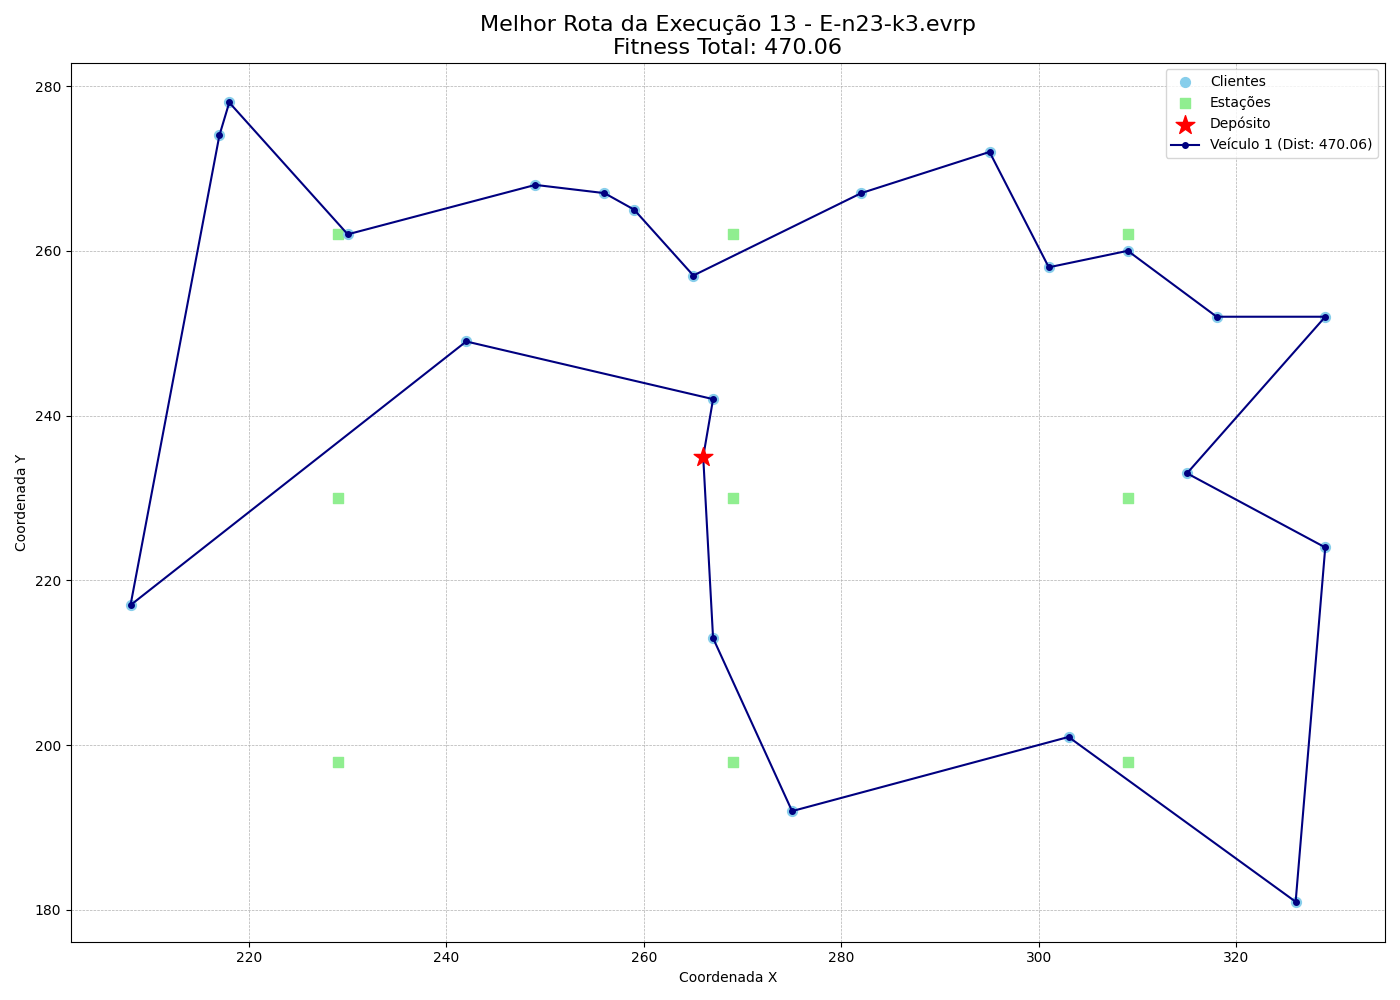 Melhor Rota da Execução 13 - E-n23-k3.evrp
Fitness Total: 470.06
Clientes
Estações
Depósito
Veículo 1 (Dist: 470.06)
Coordenada Y
280
260
240
220
200
180
220
240
260
280
300
320
Coordenada X